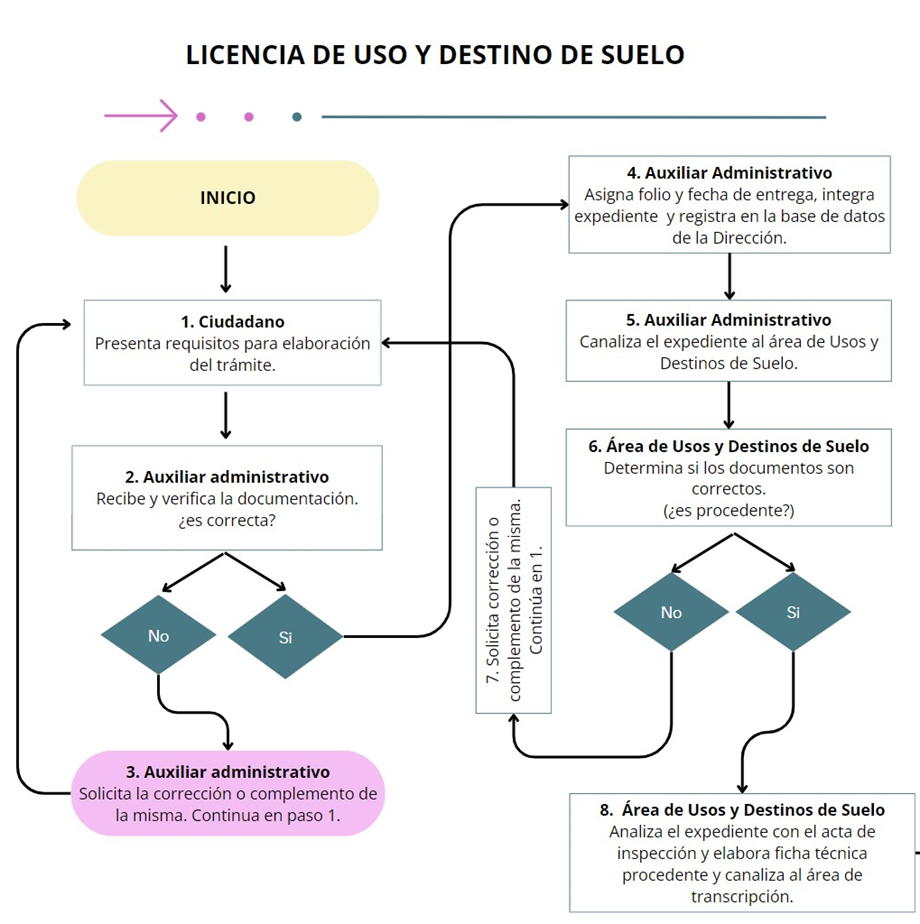 LICENCIA DE USO Y DESTINO DE SUELO
INICIO
1. Ciudadano
Presenta requisitos para elaboración
del trámite.
2. Auxiliar administrativo
Recibe y verifica la documentación.
¿es correcta?
No
Si
3. Auxiliar administrativo
Solicita la corrección o complemento de
la misma. Continua en paso 1.
4. Auxiliar Administrativo
Asigna folio y fecha de entrega, integra
expediente y registra en la base de datos
de la Dirección.
5. Auxiliar Administrativo
Canaliza el expediente al área de Usos y
Destinos de Suelo.
6. Área de Usos y Destinos de Suelo
Determina si los documentos son
correctos.
(¿es procedente?)
No
Si
7. Solicita corrección o
complemento de la misma.
Continúa en 1.
8. Área de Usos y Destinos de Suelo
Analiza el expediente con el acta de
inspección y elabora ficha técnica
procedente y canaliza al área de
transcripción.